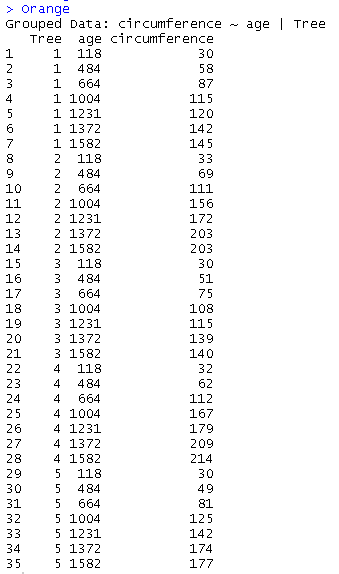 > Orange
Grouped Data: circumference ~ age | Tree
   Tree  age circumference
1     1  118            30
2     1  484            58
3     1  664            87
4     1 1004           115
5     1 1231           120
6     1 1372           142
7     1 1582           145
8     2  118            33
9     2  484            69
10    2  664           111
11    2 1004           156
12    2 1231           172
13    2 1372           203
14    2 1582           203
15    3  118            30
16    3  484            51
17    3  664            75
18    3 1004           108
19    3 1231           115
20    3 1372           139
21    3 1582           140
22    4  118            32
23    4  484            62
24    4  664           112
25    4 1004           167
26    4 1231           179
27    4 1372           209
28    4 1582           214
29    5  118            30
30    5  484            49
31    5  664            81
32    5 1004           125
33    5 1231           142
34    5 1372           174
35    5 1582           177